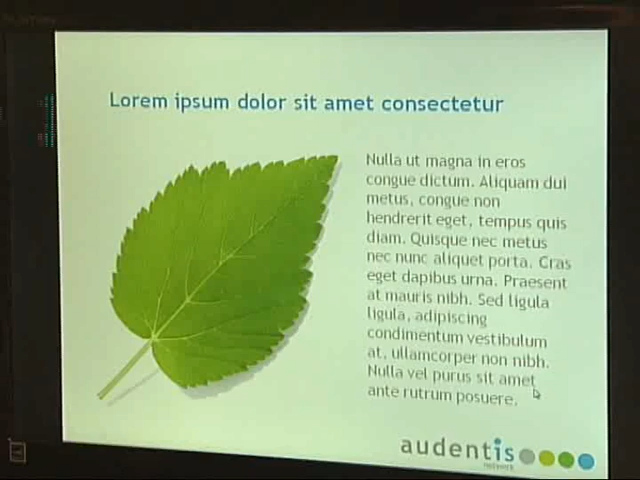 Lorem ipsum dolor sit amet consectetur
Nulla ut magna in eros
congue dictum. Aliquam dui
metus, congue non
hendrerit eget, tempus quis
diam. Quisque nec metus
nec nunc aliquet porta. Cras
eget dapibus urna. Praesent
at mauris nibh. Sed ligula
ligula, adipiscing
condimentum vestibulum
at, ullamcorper non nibh.
Nulla vel purus sit amet
ante rutrum posuere.
audentis
network